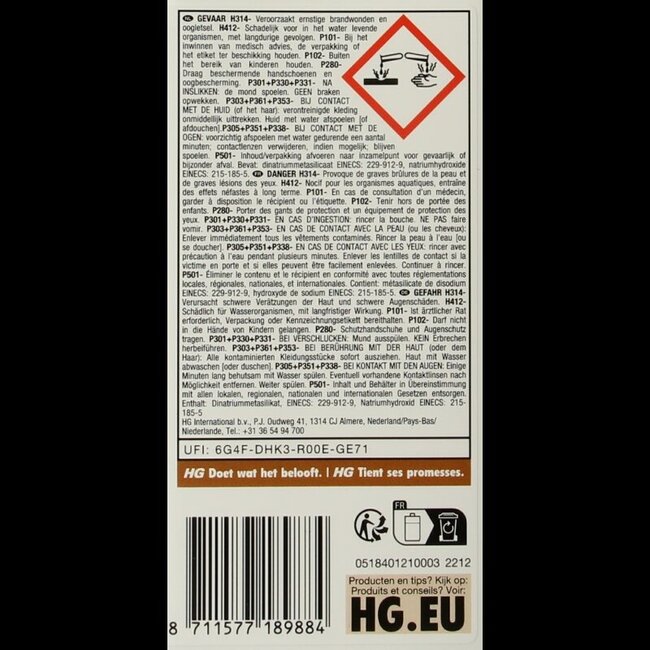 NL GEVAAR H314- Veroorzaakt ernstige brandwonden en
oogletsel. H412- Schadelijk voor in het water levende
organismen, met langdurige gevolgen. P101- Bij het
inwinnen van medisch advies, de verpakking of
het etiket ter beschikking houden. P102- Buiten
het bereik van kinderen houden. P280-
Draag beschermende handschoenen en
oogbescherming. P301+P330+P331- NA
INSLIKKEN: de mond spoelen. GEEN braken
opwekken. P303+P361+P353- BIJ CONTACT
MET DE HUID (of het haar): verontreinigde kleding
onmiddellijk uittrekken. Huid met water afspoelen [of
afdouchen].P305+P351+P338- BIJ CONTACT MET DE
OGEN: voorzichtig afspoelen met water gedurende een aantal
minuten; contactlenzen verwijderen, indien mogelijk; blijven
spoelen. P501- Inhoud/verpakking afvoeren naar inzamelpunt voor gevaarlijk of
bijzonder afval. Bevat: dinatriummetasilicaat EINECS: 229-912-9, natriumhydroxide
EINECS: 215-185-5. FR DANGER H314- Provoque de graves brûlures de la peau et
de graves lésions des yeux. H412- Nocif pour les organismes aquatiques, entraîne
des effets néfastes à long terme. P101- En cas de consultation d'un médecin,
garder à disposition le récipient ou l'étiquette. P102- Tenir hors de portée des
enfants. P280- Porter des gants de protection et un équipement de protection des
yeux. P301+P330+P331- EN CAS D'INGESTION: rincer la bouche. NE PAS faire
vomir. P303+P361+P353- EN CAS DE CONTACT AVEC LA PEAU (ou les cheveux):
Enlever immédiatement tous les vêtements contaminés. Rincer la peau à l'eau [ou
se doucher]. P305+P351+P338- EN CAS DE CONTACT AVEC LES YEUX: rincer avec
précaution à l'eau pendant plusieurs minutes. Enlever les lentilles de contact si la
victime en porte et si elles peuvent être facilement enlevées. Continuer à rincer.
P501- Éliminer le contenu et le récipient en conformité avec toutes réglementations
locales, régionales, nationales, et internationales. Contient: métasilicate de disodium
EINECS: 229-912-9, hydroxyde de sodium EINECS: 215-185-5. DE GEFAHR H314-
Verursacht schwere Verätzungen der Haut und schwere Augenschäden. H412-
Schädlich für Wasserorganismen, mit langfristiger Wirkung. P101- Ist ärztlicher Rat
erforderlich, Verpackung oder Kennzeichnungsetikett bereithalten. P102- Darf nicht
in die Hände von Kindern gelangen. P280- Schutzhandschuhe und Augenschutz
tragen. P301+P330+P331- BEI VERSCHLUCKEN: Mund ausspülen. KEIN Erbrechen
herbeiführen. P303+P361+P353- BEI BERÜHRUNG MIT DER HAUT (oder dem
Haar): Alle kontaminierten Kleidungsstücke sofort ausziehen. Haut mit Wasser
abwaschen [oder duschen]. P305+P351+P338- BEI KONTAKT MIT DEN AUGEN: Einige
Minuten lang behutsam mit Wasser spülen. Eventuell vorhandene Kontaktlinsen nach
Möglichkeit entfernen. Weiter spülen. P501- Inhalt und Behälter in Übereinstimmung
mit allen lokalen, regionalen, nationalen und internationalen Gesetzen entsorgen.
Enthält: Dinatriummetasilikat, EINECS: 229-912-9, Natriumhydroxid EINECS: 215-
185-5
HG International b.v., P.J. Oudweg 41, 1314 CJ Almere, Nederland/Pays-Bas/
Niederlande, Tel.: +31 36 54 94 700
UFI: 6G4F-DHK3-R00E-GE71
HG Doet wat het belooft. | HG Tient ses promesses.
FR
0518401210003 2212
Producten en tips? Kijk op:
Produits et conseils? Voir:
HG.EU
8 711577 189884